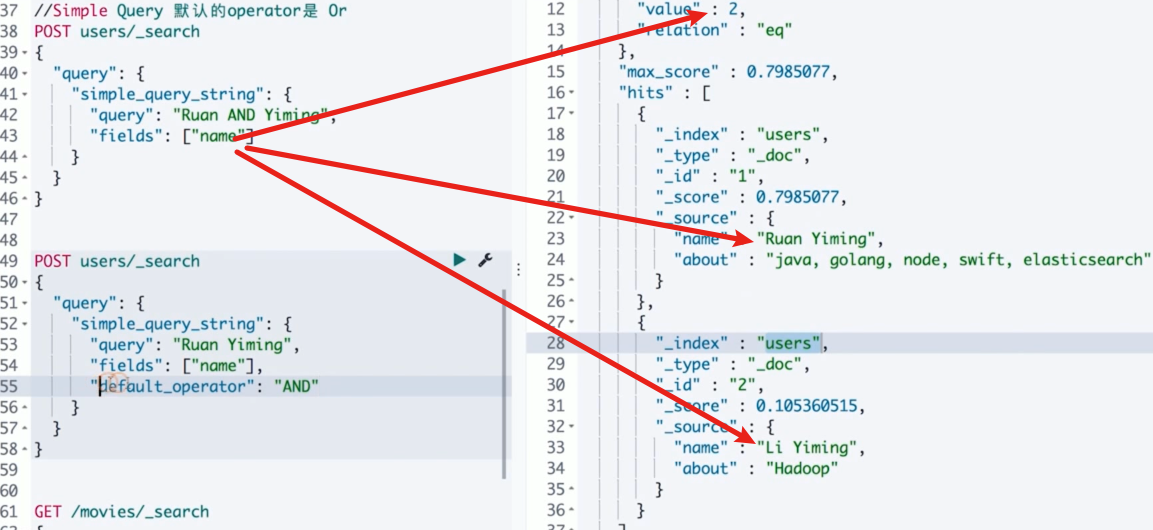 37 //Simple Query 默认的operator是 Or
38 POST users/_search
39 {
40 "query": {
41 "simple_query_string": {
42 "query": "Ruan AND Yiming",
43 "fields": ["name"]
44 }
45 }
46 }
47
48
49 POST users/_search
50 {
51 "query": {
52 "simple_query_string": {
53 "query": "Ruan Yiming",
54 "fields": ["name"],
55 "default_operator": "AND"
56 }
57 }
58 }
59
60
61 GET /movies/_search
12 "value" : 2,
13 "relation" : "eq"
14 },
15 "max_score" : 0.7985077,
16 "hits" : [
17 {
18 "_index" : "users",
19 "_type" : "_doc",
20 "_id" : "1",
21 "_score" : 0.7985077,
22 "_source" : {
23 "name" : "Ruan Yiming",
24 "about" : "java, golang, node, swift, elasticsearch"
25 }
26 },
27 {
28 "_index" : "users",
29 "_type" : "_doc",
30 "_id" : "2",
31 "_score" : 0.105360515,
32 "_source" : {
33 "name" : "Li Yiming",
34 "about" : "Hadoop"
35 }
36 }